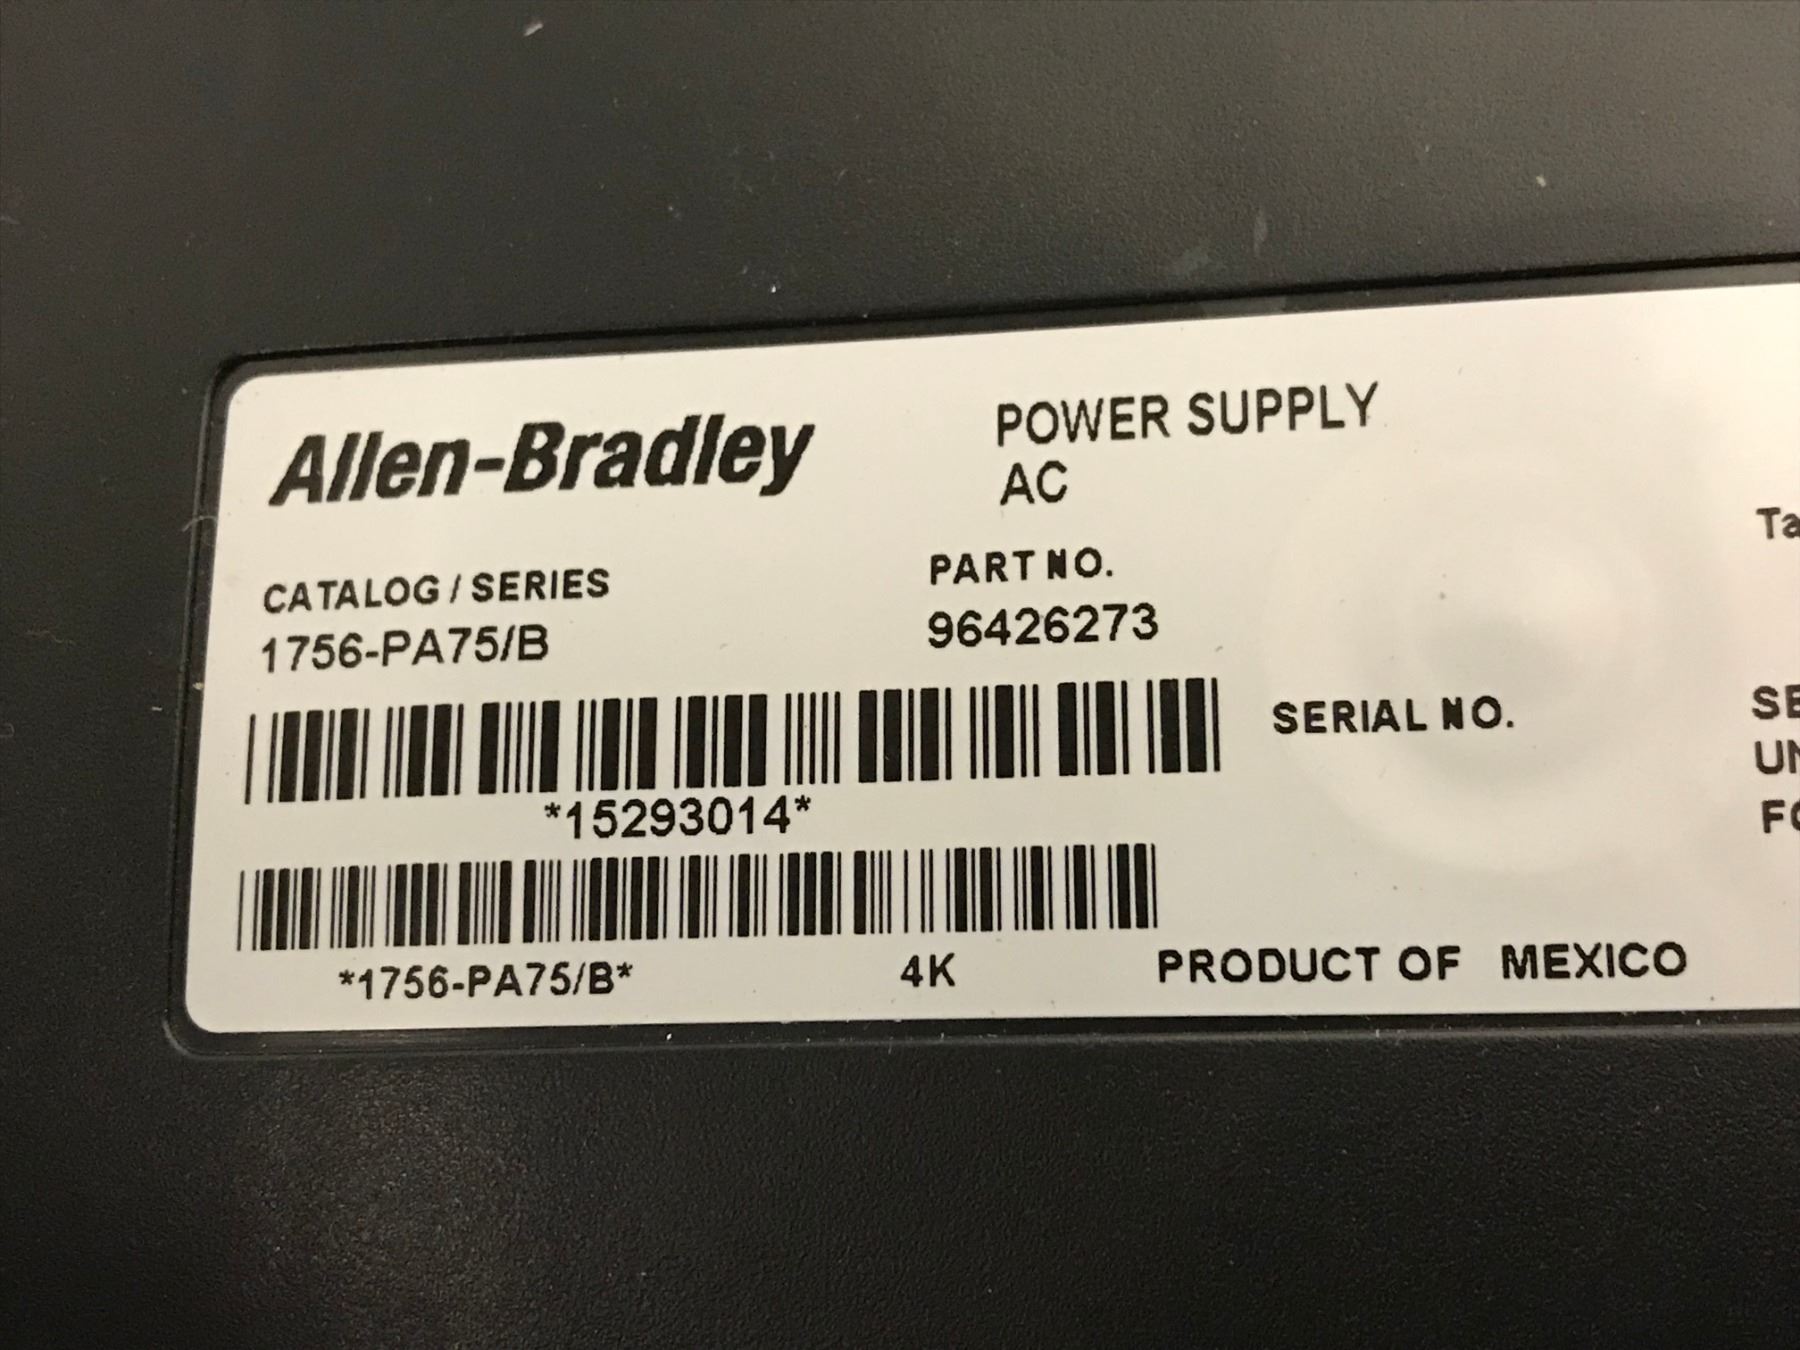 Allen-Bradley
POWER SUPPLY
AC
CATALOG / SERIES
1756-PA75/B
PART NO.
96426273
*15293014*
SERIAL NO.
*1756-PA75/B*
4K
PRODUCT OF MEXICO